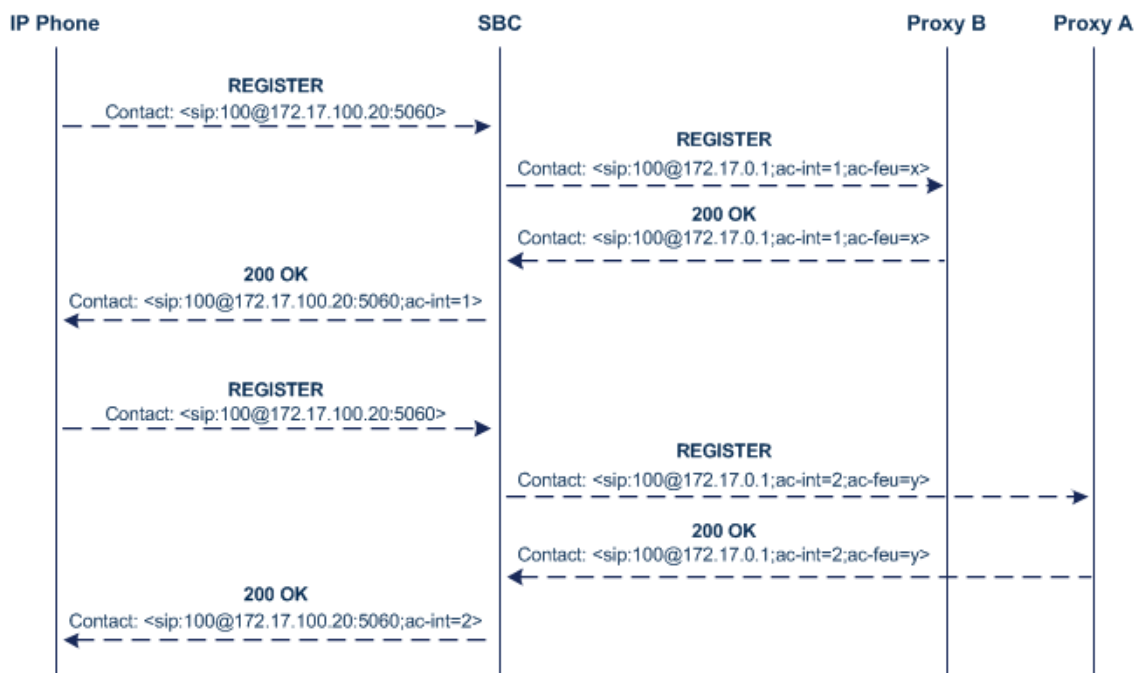 IP Phone SBC Proxy B Proxy A
REGISTER
Contact: <sip:100@172.17.100.20:5060>
REGISTER
Contact: <sip:100@172.17.0.1;ac-int=1;ac-feu=x>
200 OK
Contact: <sip:100@172.17.0.1;ac-int=1;ac-feu=x>
200 OK
Contact: <sip:100@172.17.100.20:5060;ac-int=1>
REGISTER
Contact: <sip:100@172.17.100.20:5060>
REGISTER
Contact: <sip:100@172.17.0.1;ac-int=2;ac-feu=y>
200 OK
Contact: <sip:100@172.17.0.1;ac-int=2;ac-feu=y>
200 OK
Contact: <sip:100@172.17.100.20:5060;ac-int=2>